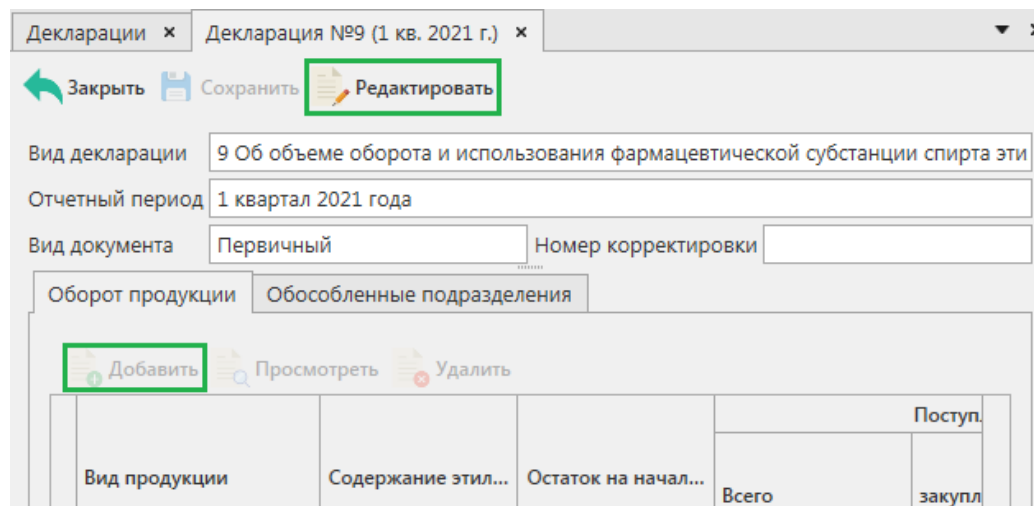 Декларации × Декларация №9 (1 кв. 2021 г.) ×
Закрыть Сохранить Редактировать
Вид декларации 9 Об объеме оборота и использования фармацевтической субстанции спирта эти
Отчетный период 1 квартал 2021 года
Вид документа Первичный Номер корректировки
Оборот продукции Обособленные подразделения
Добавить Просмотреть Удалить
Поступ.
Вид продукции Содержание этил... Остаток на начал...
Всего закупл